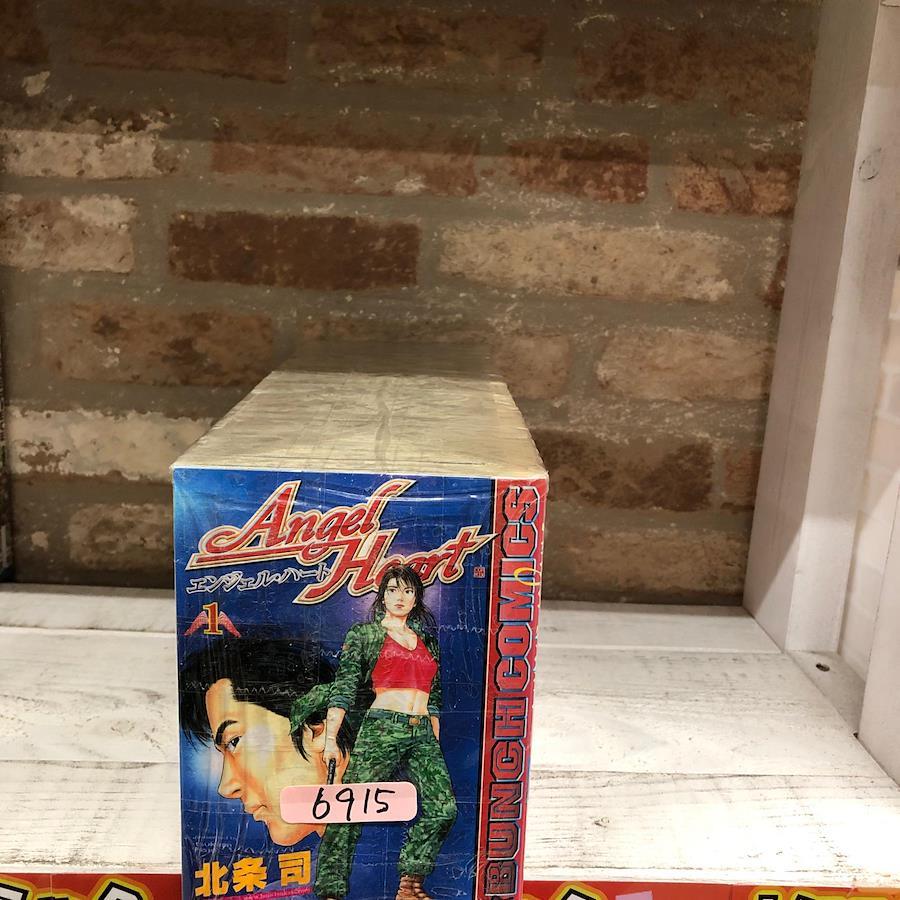 Angel
Heart
エンジェル・ハート
1
BUNCH COMICS
6915
北条 司